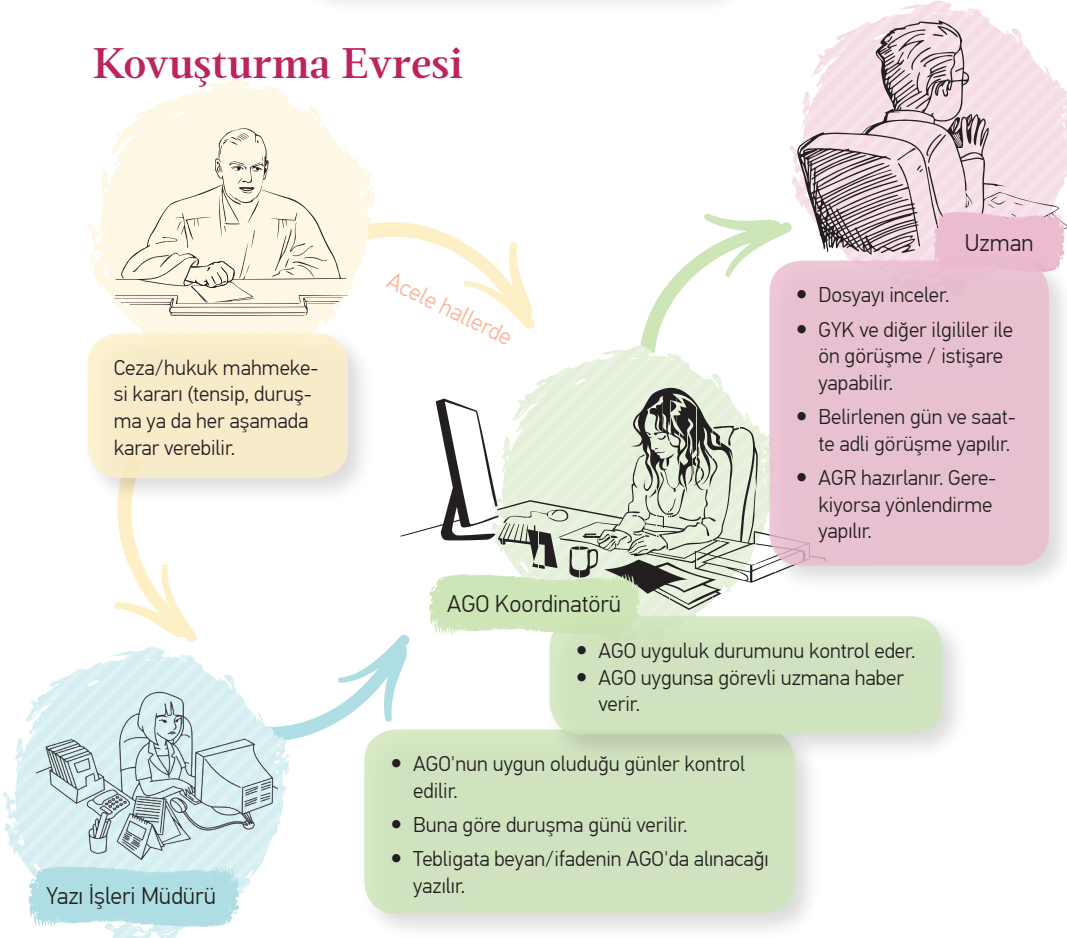 Kovuşturma Evresi
Acele hallerde
Ceza/hukuk mahmeke-
si kararı (tensip, duruş-
ma ya da her aşamada
karar verebilir.
Uzman
• Dosyayı inceler.
• GYK ve diğer ilgililer ile
ön görüşme / istişare
yapabilir.
• Belirlenen gün ve saat-
te adli görüşme yapılır.
• AGR hazırlanır. Gere-
kiyorsa yönlendirme
yapılır.
AGO Koordinatörü
• AGO uyguluk durumunu kontrol eder.
• AGO uygunsa görevli uzmana haber
verir.
• AGO'nun uygun oluduğu günler kontrol
edilir.
• Buna göre duruşma günü verilir.
• Tebligata beyan/ifadenin AGO'da alınacağı
yazılır.
Yazı İşleri Müdürü